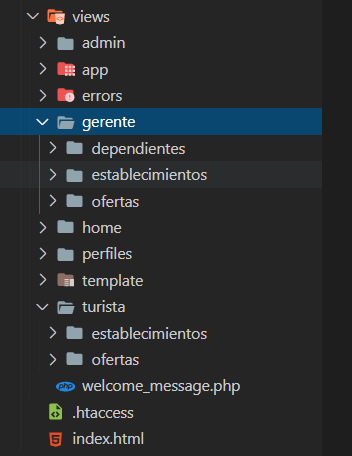 views
admin
app
errors
gerente
dependientes
establecimientos
ofertas
home
perfiles
template
turista
establecimientos
ofertas
php welcome_message.php
.htaccess
index.html